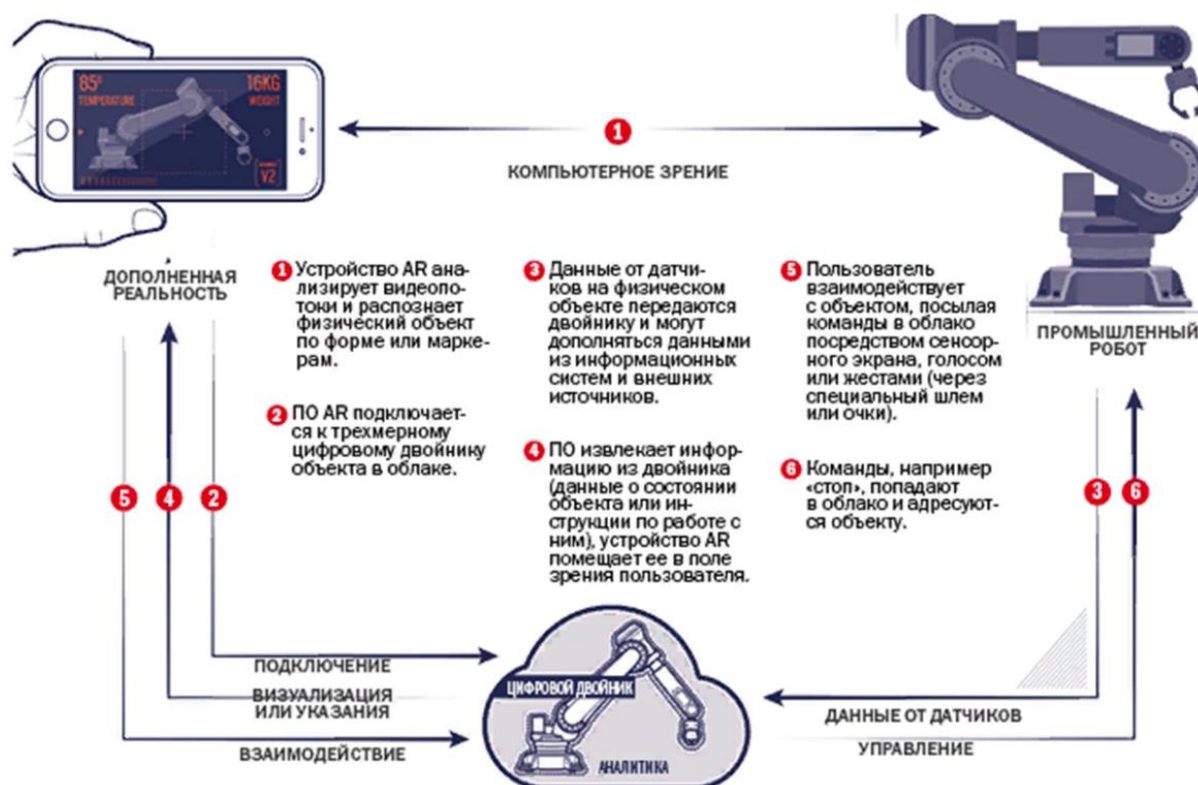 85°
TEMPERATURE
16KG
WEIGHT
V2
1
КОМПЬЮТЕРНОЕ ЗРЕНИЕ
ДОПОЛНЕННАЯ
РЕАЛЬНОСТЬ
1 Устройство AR ана-
лизирует видеопо-
токи и распознает
физический объект
по форме или марке-
рам.
2 ПО AR подключает-
ся к трехмерному
цифровому двойнику
объекта в облаке.
3 Данные от датчи-
ков на физическом
объекте передаются
двойнику и могут
дополняться данными
из информационных
систем и внешних
источников.
4 ПО извлекает инфор-
мацию из двойника
(данные о состоянии
объекта или ин-
струкции по работе с
ним), устройство AR
помещает ее в поле
зрения пользователя.
5 Пользователь
взаимодействует
с объектом, посылая
команды в облако
посредством сенсор-
ного экрана, голосом
или жестами (через
специальный шлем
или очки).
6 Команды, например
«стоп», попадают
в облако и адресуют-
ся объекту.
ПРОМЫШЛЕННЫЙ
РОБОТ
5
4
2
3
6
ПОДКЛЮЧЕНИЕ
ВИЗУАЛИЗАЦИЯ
ИЛИ УКАЗАНИЯ
ВЗАИМОДЕЙСТВИЕ
ЦИФРОВОЙ ДВОЙНИК
АНАЛИТИКА
ДАННЫЕ ОТ ДАТЧИКОВ
УПРАВЛЕНИЕ